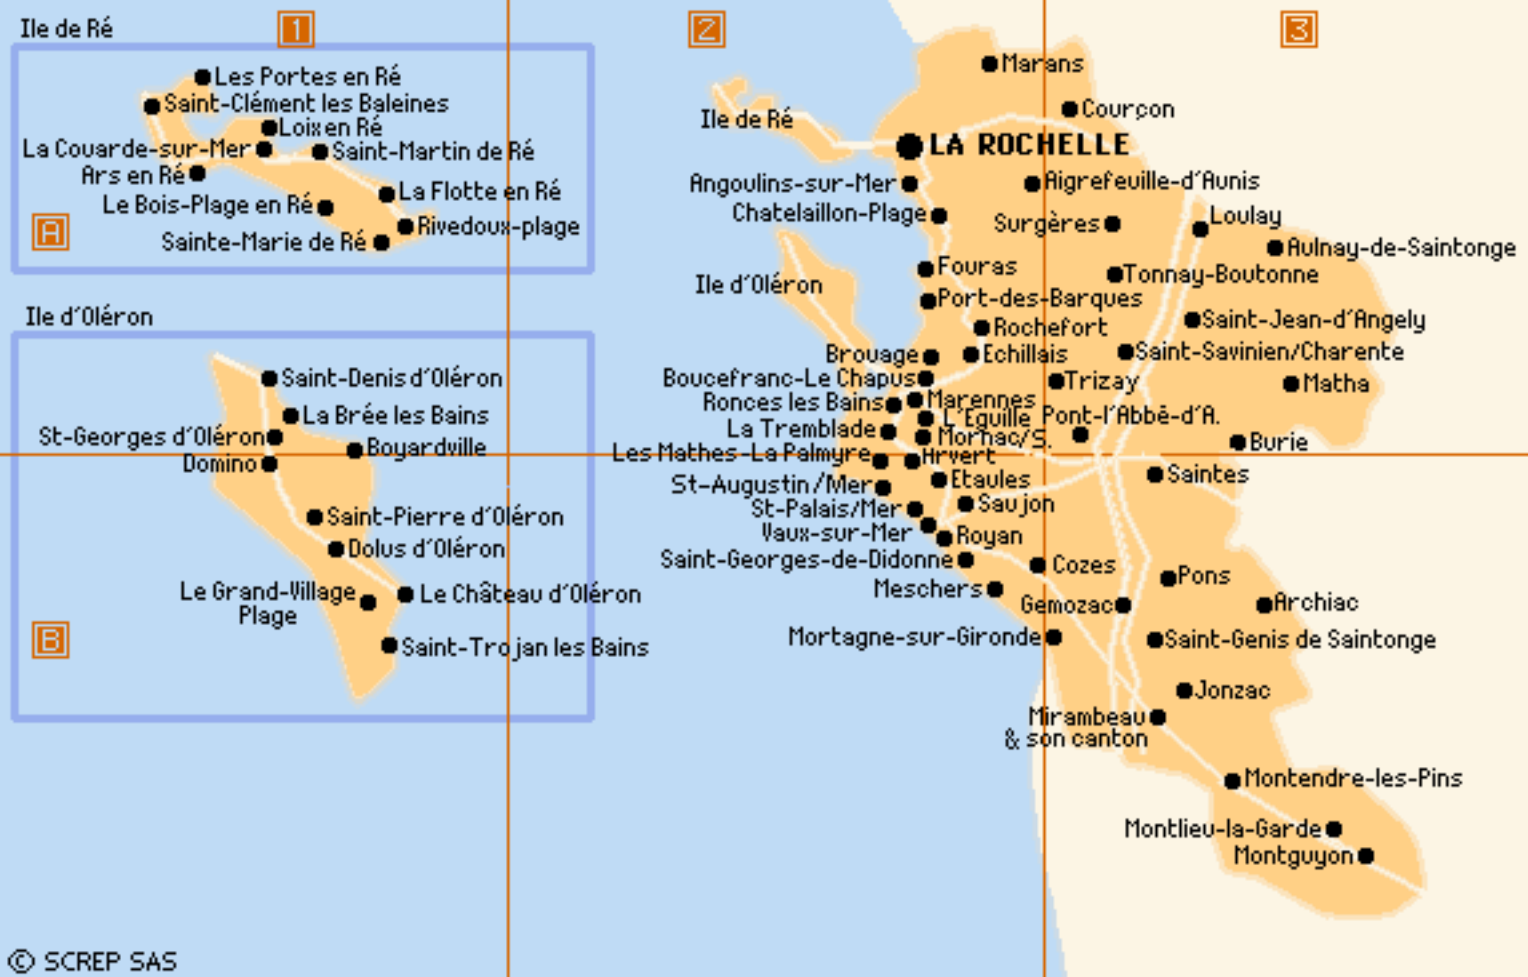 Ile de Ré
1
2
3
Les Portes en Ré
Saint-Clément les Baleines
Loix en Ré
La Couarde-sur-Mer
Saint-Martin de Ré
Ars en Ré
La Flotte en Ré
Le Bois-Plage en Ré
Rivedoux-plage
Sainte-Marie de Ré
A
Ile d'Oléron
Saint-Denis d'Oléron
La Brée les Bains
St-Georges d'Oléron
Boyardville
Domino
Saint-Pierre d'Oléron
Dolus d'Oléron
Le Grand-Village
Plage
Le Château d'Oléron
Saint-Trojan les Bains
B
Marans
Ile de Ré
Courçon
LA ROCHELLE
Angoulins-sur-Mer
Aigrefeuille-d'Aunis
Chatelaillon-Plage
Surgères
Loulay
Aulnay-de-Saintonge
Fouras
Tonnay-Boutonne
Ile d'Oléron
Port-des-Barques
Rochefort
Saint-Jean-d'Angely
Brouage
Echillais
Saint-Savinien/Charente
Boucefranc-Le Chapus
Trizay
Matha
Ronces les Bains
Marennes
L'Eguille
Pont-l'Abbé-d'A.
La Tremblade
Mornac/S.
Burie
Les Mathes-La Palmyre
Arvert
Saintes
St-Augustin/Mer
Etaules
St-Palais/Mer
Saujon
Vaux-sur-Mer
Royan
Saint-Georges-de-Didonne
Cozes
Pons
Meschers
Gemozac
Archiac
Mortagne-sur-Gironde
Saint-Genis de Saintonge
Jonzac
Mirambeau
& son canton
Montendre-les-Pins
Montlieu-la-Garde
Montguyon
© SCREP SAS